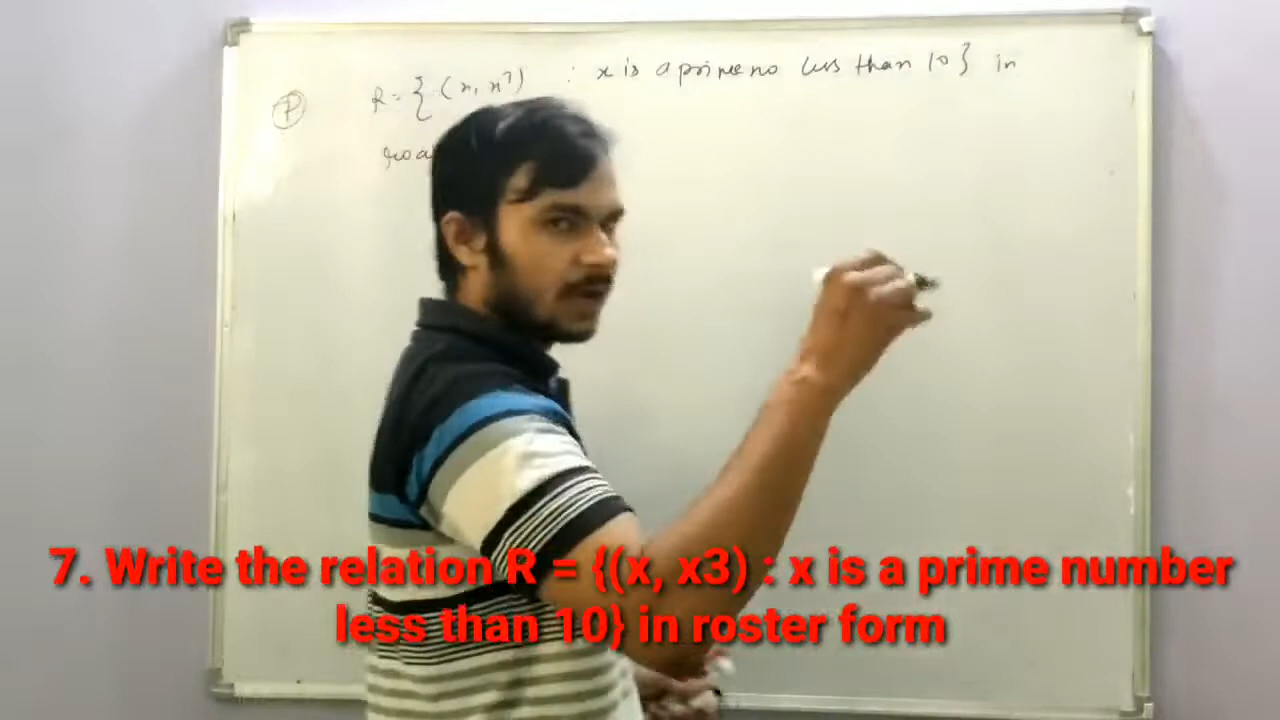 R = { (x, x³) : x is a prime no less than 10 } in
7. Write the relation R = {(x, x3) : x is a prime number
less than 10} in roster form